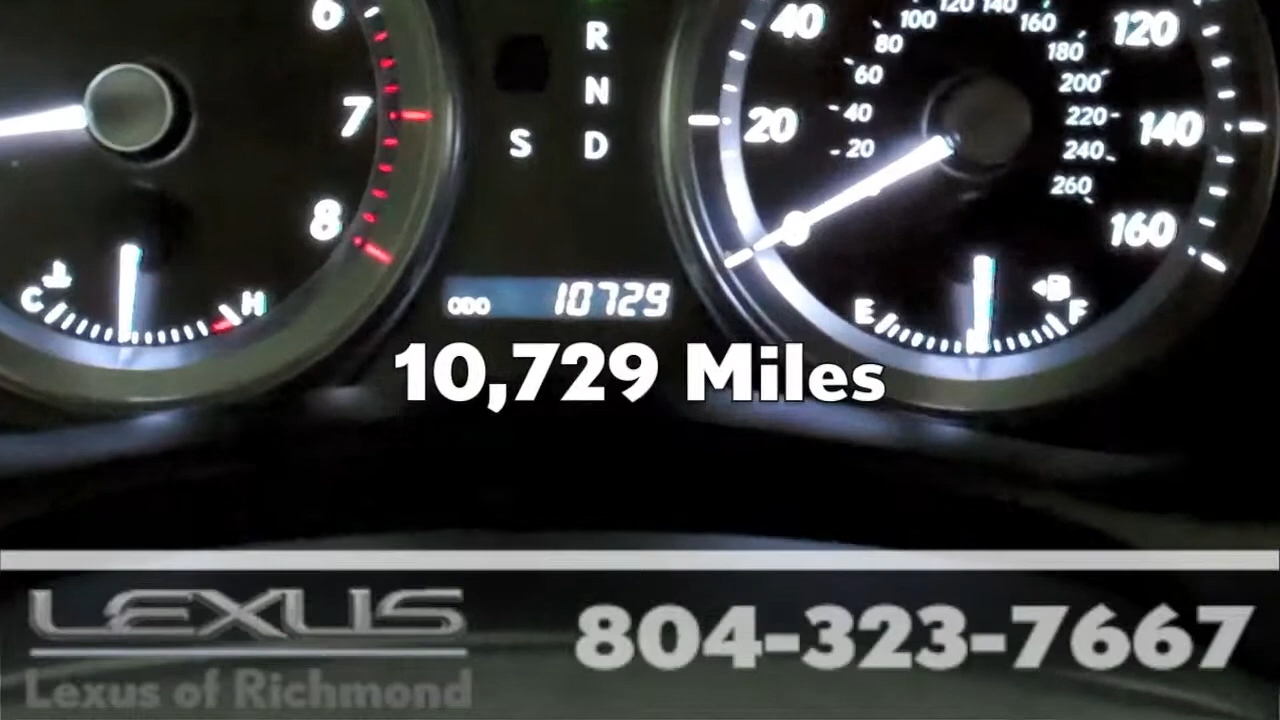 6
7
8
C
H
R
N
D
S
ODO 10729
20
40
120
140
160
20
40
60
80
100
120
140
160
180
200
220
240
260
E
F
10,729 Miles
LEXUS
Lexus of Richmond
804-323-7667